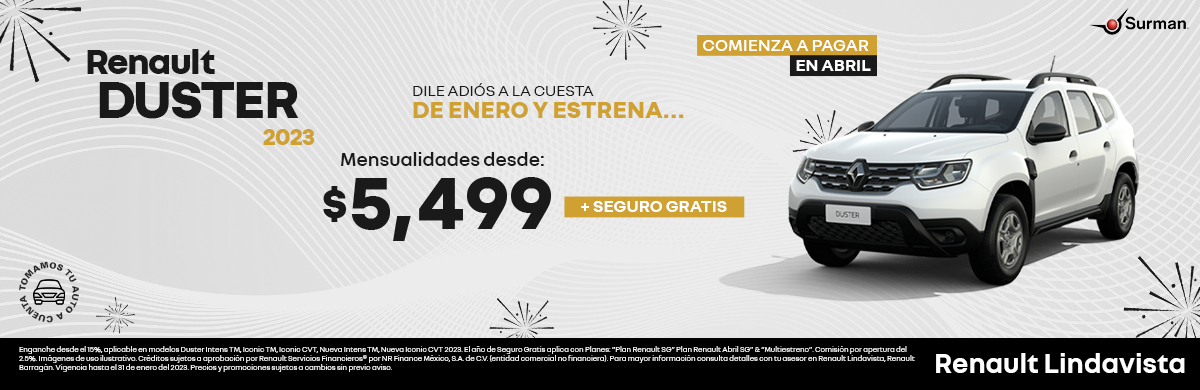 Renault
DUSTER
2023
DILE ADIÓS A LA CUESTA
DE ENERO Y ESTRENA...
Mensualidades desde:
$5,499
+ SEGURO GRATIS
COMIENZA A PAGAR
EN ABRIL
Surman
DUSTER
TOMAMOS TU AUTO A CUENTA
Enganche desde el 15%, aplicable en modelos Duster Intens TM, Iconic TM, Iconic CVT, Nueva Intens TM, Nueva Iconic CVT 2023. El año de Seguro Gratis aplica con Planes: "Plan Renault SG" Plan Renault Abril SG" & "Multiestreno". Comisión por apertura del
2.5%. Imágenes de uso ilustrativo. Créditos sujetos a aprobación por Renault Servicios Financieros® por NR Finance México, S.A. de C.V. (entidad comercial no financiera). Para mayor información consulta detalles con tu asesor en Renault Lindavista, Renault
Barragán. Vigencia hasta el 31 de enero del 2023. Precios y promociones sujetos a cambios sin previo aviso.
Renault Lindavista